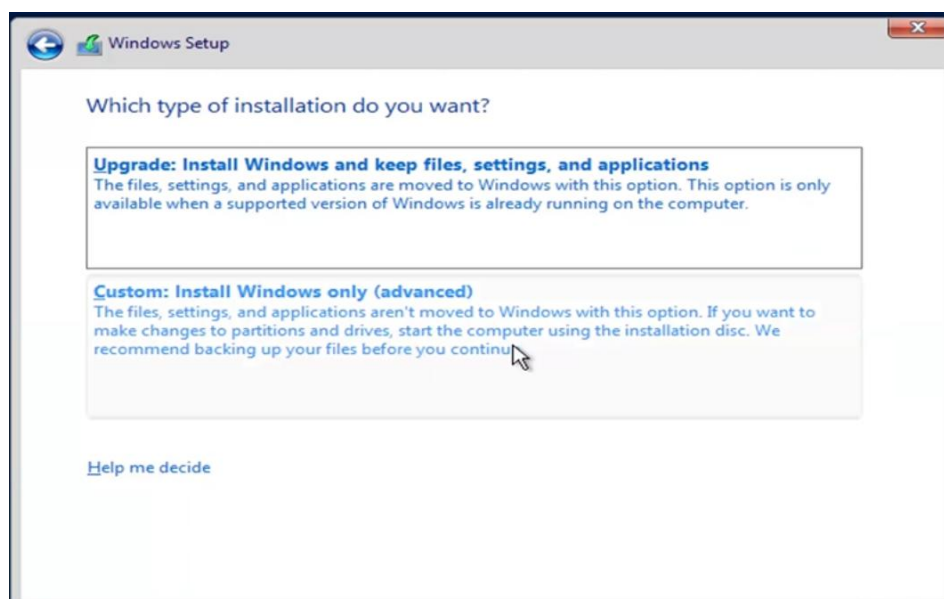 Windows Setup
Which type of installation do you want?
Upgrade: Install Windows and keep files, settings, and applications
The files, settings, and applications are moved to Windows with this option. This option is only
available when a supported version of Windows is already running on the computer.
Custom: Install Windows only (advanced)
The files, settings, and applications aren't moved to Windows with this option. If you want to
make changes to partitions and drives, start the computer using the installation disc. We
recommend backing up your files before you continue.
Help me decide